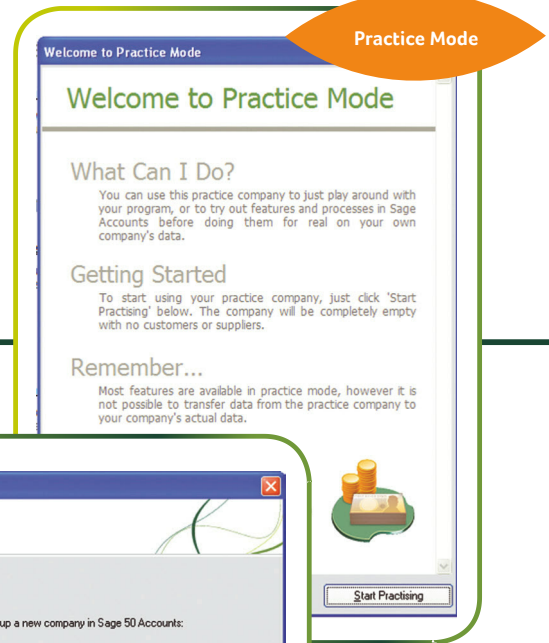 Practice Mode
Welcome to Practice Mode
Welcome to Practice Mode
What Can I Do?
You can use this practice company to just play around with
your program, or to try out features and processes in Sage
Accounts before doing them for real on your own
company's data.
Getting Started
To start using your practice company, just click 'Start
Practising' below. The company will be completely empty
with no customers or suppliers.
Remember...
Most features are available in practice mode, however it is
not possible to transfer data from the practice company to
your company's actual data.
Start Practising
up a new company in Sage 50 Accounts: